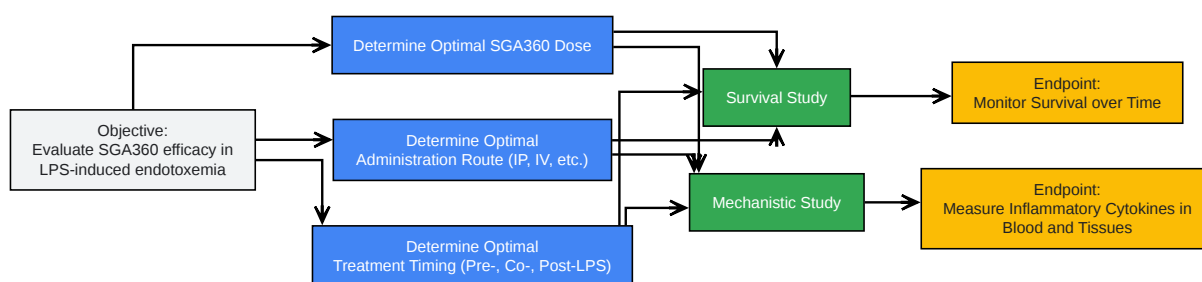 Objective:
Evaluate SGA360 efficacy in
LPS-induced endotoxemia
Determine Optimal SGA360 Dose
Determine Optimal
Administration Route (IP, IV, etc.)
Determine Optimal
Treatment Timing (Pre-, Co-, Post-LPS)
Survival Study
Mechanistic Study
Endpoint:
Monitor Survival over Time
Endpoint:
Measure Inflammatory Cytokines in
Blood and Tissues